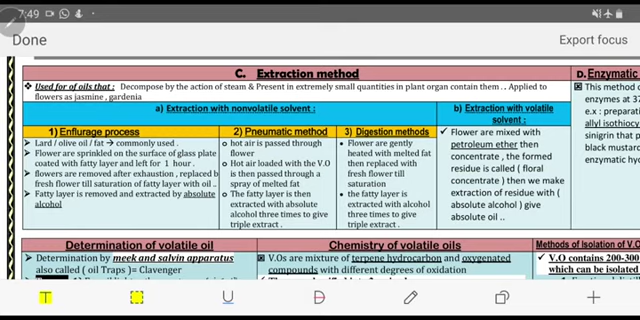 7:49
Done
Export focus
C. Extraction method
D. Enzymatic
Used for of oils that : Decompose by the action of steam & Present in extremely small quantities in plant organ contain them . , Applied to
flowers as jasmine , gardenia
a) Extraction with nonvolatile solvent :
b) Extraction with volatile
solvent :
1) Enflurage process
2) Pneumatic method
3) Digestion methods
Lard / olive oil / fat → commonly used .
Flower are sprinkled on the surface of glass plate
coated with fatty layer and left for 1 hour .
flowers are removed after exhaustion , replaced b
fresh flower till saturation of fatty layer with oil ..
Fatty layer is removed and extracted by absolute
alcohol
hot air is passed through
flower
Hot air loaded with the V.O
is then passed through a
spray of melted fat
The fatty layer is then
extracted with absolute
alcohol three times to give
triple extract .
Flower are gently
heated with melted fat
then replaced with
fresh flower till
saturation
the fatty layer is
extracted with alcohol
three times to give
triple extract .
Flower are mixed with
petroleum ether then
concentrate , the formed
residue is called ( floral
concentrate ) then we make
extraction of residue with (
absolute alcohol ) give
absolute oil ..
This method
enzymes at 37
e.x : preparati
allyl isothiocy
sinigrin that p
black mustard
enzymatic hy
Determination of volatile oil
Determination by meek and salvin apparatus
also called ( oil Traps )= Clavenger
Chemistry of volatile oils
V.Os are mixture of terpene hydrocarbon and oxygenated
compounds with different degrees of oxidation
Methods of Isolation of V.O
V.O contains 200-300
which can be isolated